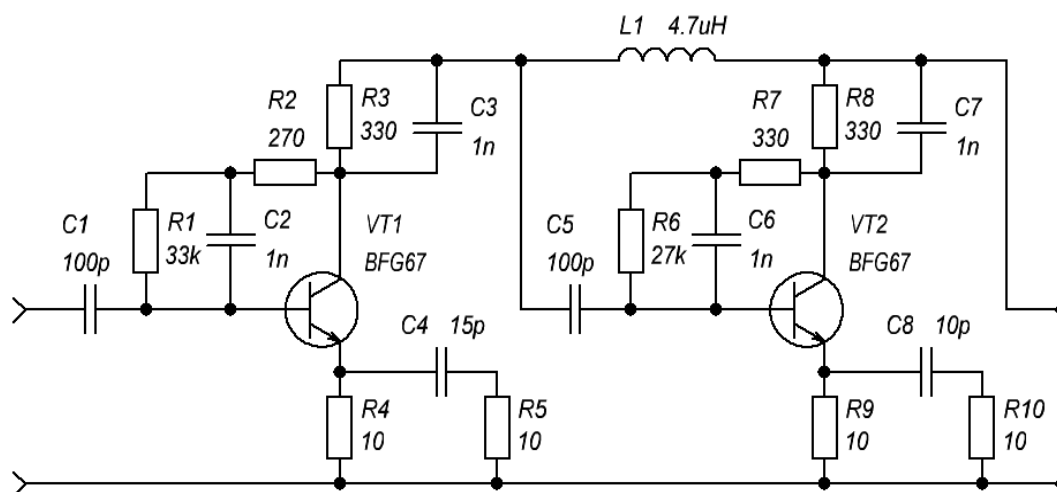 L1 4.7uH
R2
270
R3
330
C3
1n
R7
330
R8
330
C7
1n
C1
100p
R1
33k
C2
1n
VT1
BFG67
C5
100p
R6
27k
C6
1n
VT2
BFG67
C4 15p
C8 10p
R4
10
R5
10
R9
10
R10
10